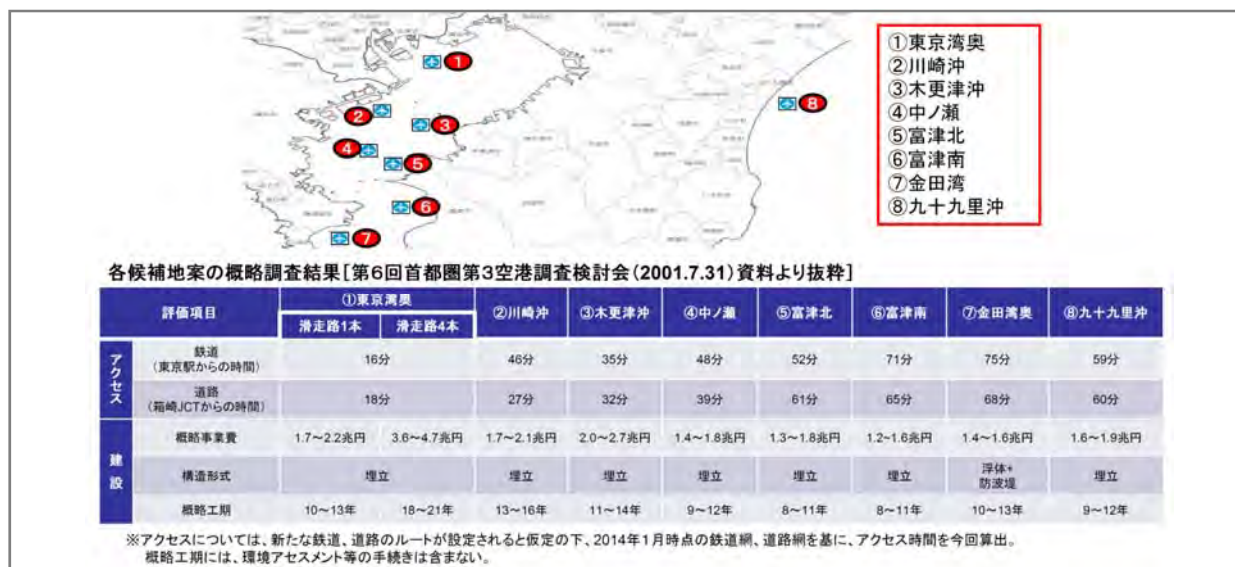 ①東京湾奥
②川崎沖
③木更津沖
④中ノ瀬
⑤富津北
⑥富津南
⑦金田湾
⑧九十九里沖
1
2
3
4
5
6
7
8
各候補地案の概略調査結果[第6回首都圏第3空港調査検討会(2001.7.31)資料より抜粋]
評価項目 ①東京湾奥 ②川崎沖 ③木更津沖 ④中ノ瀬 ⑤富津北 ⑥富津南 ⑦金田湾奥 ⑧九十九里沖
滑走路1本 滑走路4本
アクセス
鉄道
(東京駅からの時間) 16分 46分 35分 48分 52分 71分 75分 59分
道路
(箱崎JCTからの時間) 18分 27分 32分 39分 61分 65分 68分 60分
建設
概略事業費 1.7~2.2兆円 3.6~4.7兆円 1.7~2.1兆円 2.0~2.7兆円 1.4~1.8兆円 1.3~1.8兆円 1.2~1.6兆円 1.4~1.6兆円 1.6~1.9兆円
構造形式 埋立 埋立 埋立 埋立 埋立 埋立 浮体+防波堤 埋立
概略工期 10~13年 18~21年 13~16年 11~14年 9~12年 8~11年 8~11年 10~13年 9~12年
※アクセスについては、新たな鉄道、道路のルートが設定されると仮定の下、2014年1月時点の鉄道網、道路網を基に、アクセス時間を今回算出。
概略工期には、環境アセスメント等の手続きは含まない。